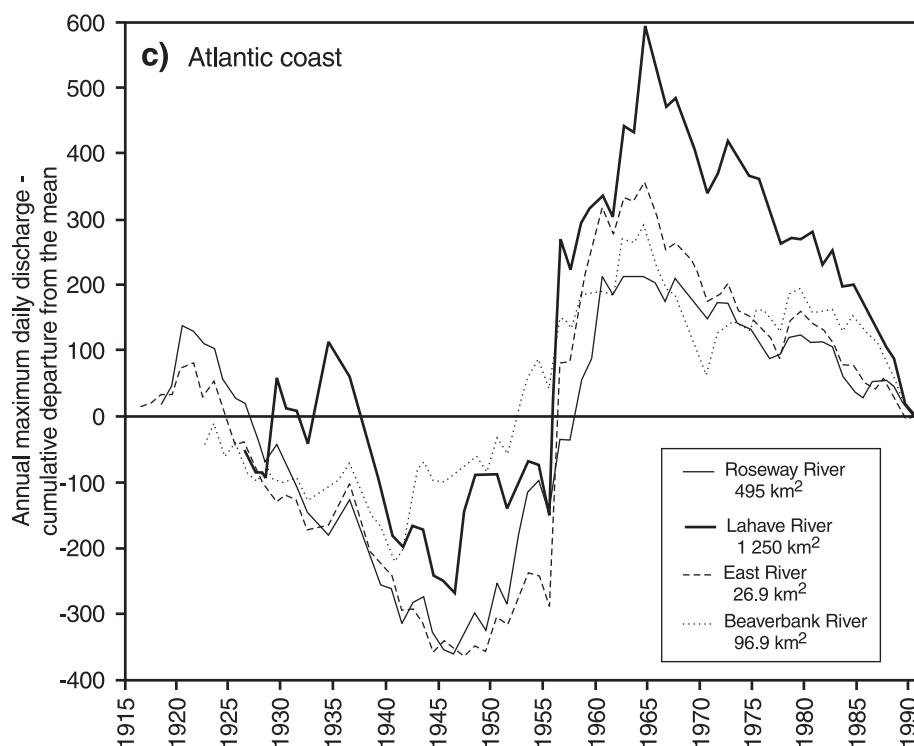 c) Atlantic coast
Annual maximum daily discharge -
cumulative departure from the mean
600
500
400
300
200
100
0
-100
-200
-300
-400
1915
1920
1925
1930
1935
1940
1945
1950
1955
1960
1965
1970
1975
1980
1985
1990
Roseway River
495 km²
Lahave River
1 250 km²
East River
26.9 km²
Beaverbank River
96.9 km²